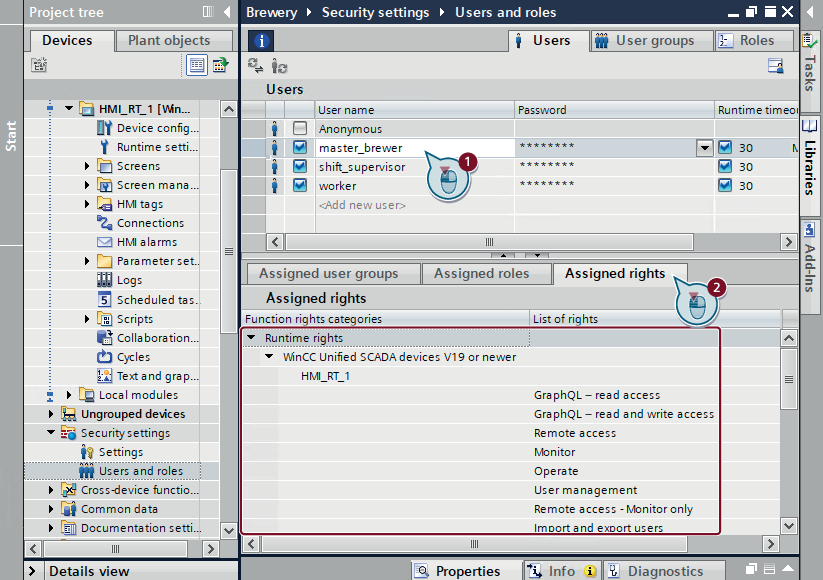 Project tree
Brewery › Security settings › Users and roles
Start
Devices
Plant objects
HMI_RT_1 [Win...
Device config...
Runtime setti...
Screens
Screen mana...
HMI tags
Connections
HMI alarms
Parameter set...
Logs
Scheduled tas...
Scripts
Collaboration...
Cycles
Text and grap...
Local modules
Ungrouped devices
Security settings
Settings
Users and roles
Cross-device functio...
Common data
Documentation setti...
Details view
Users
User groups
Roles
Users
User name
Password
Runtime timeou
Anonymous
master_brewer
********
30
M
shift_supervisor
********
30
worker
********
30
<Add new user>
1
Assigned user groups
Assigned roles
Assigned rights
2
Assigned rights
Function rights categories
List of rights
Runtime rights
WinCC Unified SCADA devices V19 or newer
HMI_RT_1
GraphQL – read access
GraphQL – read and write access
Remote access
Monitor
Operate
User management
Remote access - Monitor only
Import and export users
Properties
Info
Diagnostics
Tasks
Libraries
Add-Ins